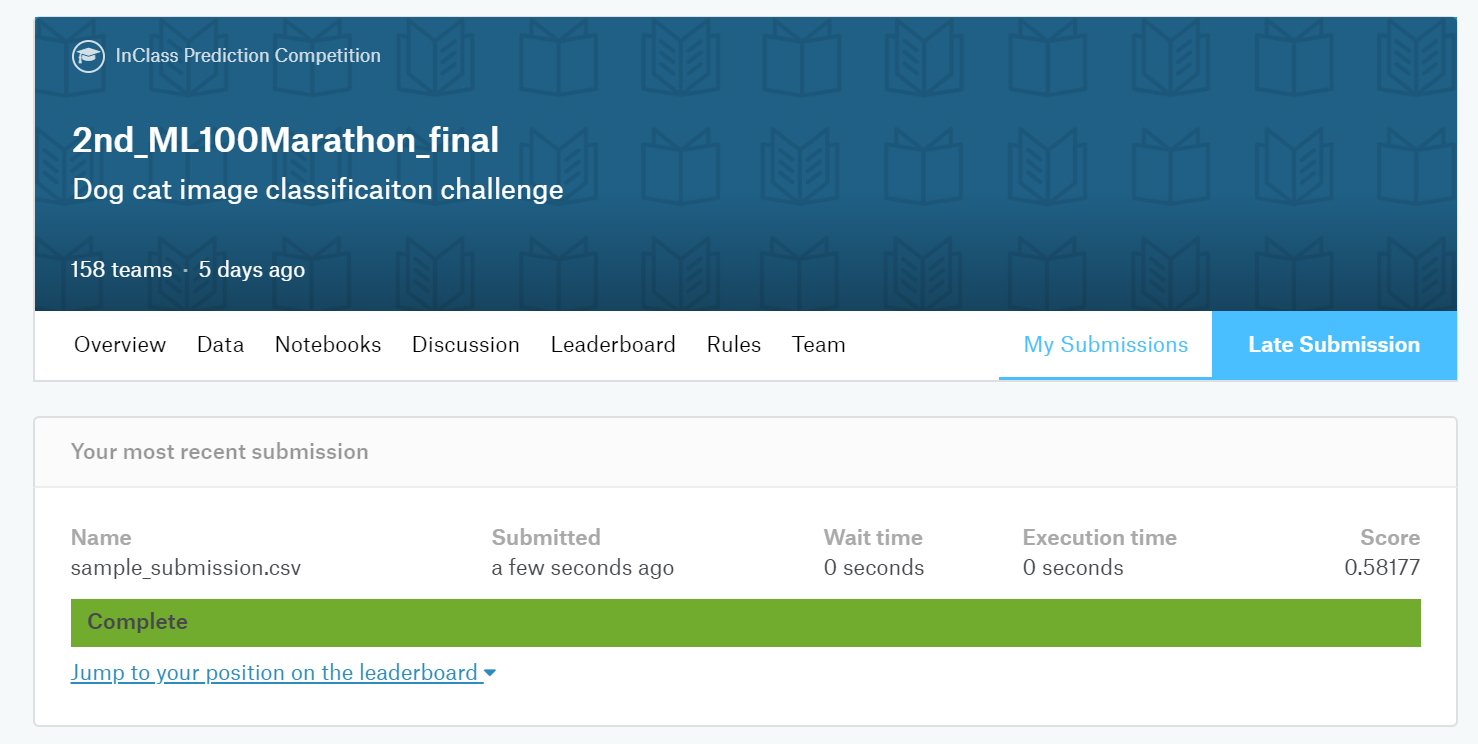 InClass Prediction Competition
2nd_ML100Marathon_final
Dog cat image classificaiton challenge
158 teams · 5 days ago
Overview Data Notebooks Discussion Leaderboard Rules Team My Submissions Late Submission
Your most recent submission
Name Submitted Wait time Execution time Score
sample_submission.csv a few seconds ago 0 seconds 0 seconds 0.58177
Complete
Jump to your position on the leaderboard